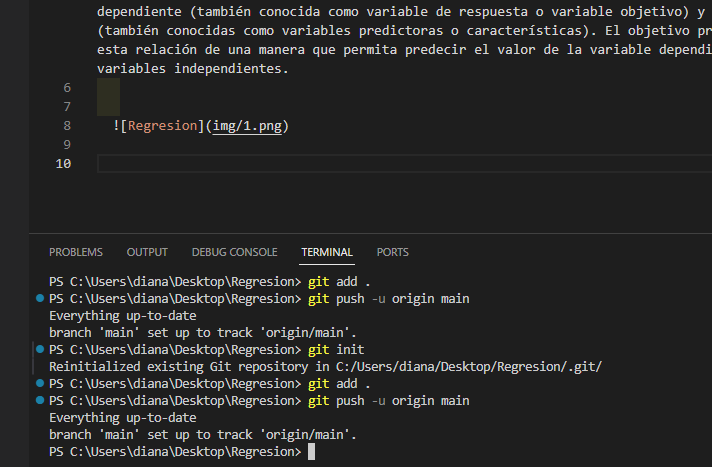 dependiente (también conocida como variable de respuesta o variable objetivo) y
(también conocidas como variables predictoras o características). El objetivo pr
esta relación de una manera que permita predecir el valor de la variable dependi
variables independientes.
6
7
8 ![Regresion](img/1.png)
9
10
PROBLEMS OUTPUT DEBUG CONSOLE TERMINAL PORTS
PS C:\Users\diana\Desktop\Regresion> git add .
PS C:\Users\diana\Desktop\Regresion> git push -u origin main
Everything up-to-date
branch 'main' set up to track 'origin/main'.
PS C:\Users\diana\Desktop\Regresion> git init
Reinitialized existing Git repository in C:/Users/diana/Desktop/Regresion/.git/
PS C:\Users\diana\Desktop\Regresion> git add .
PS C:\Users\diana\Desktop\Regresion> git push -u origin main
Everything up-to-date
branch 'main' set up to track 'origin/main'.
PS C:\Users\diana\Desktop\Regresion>